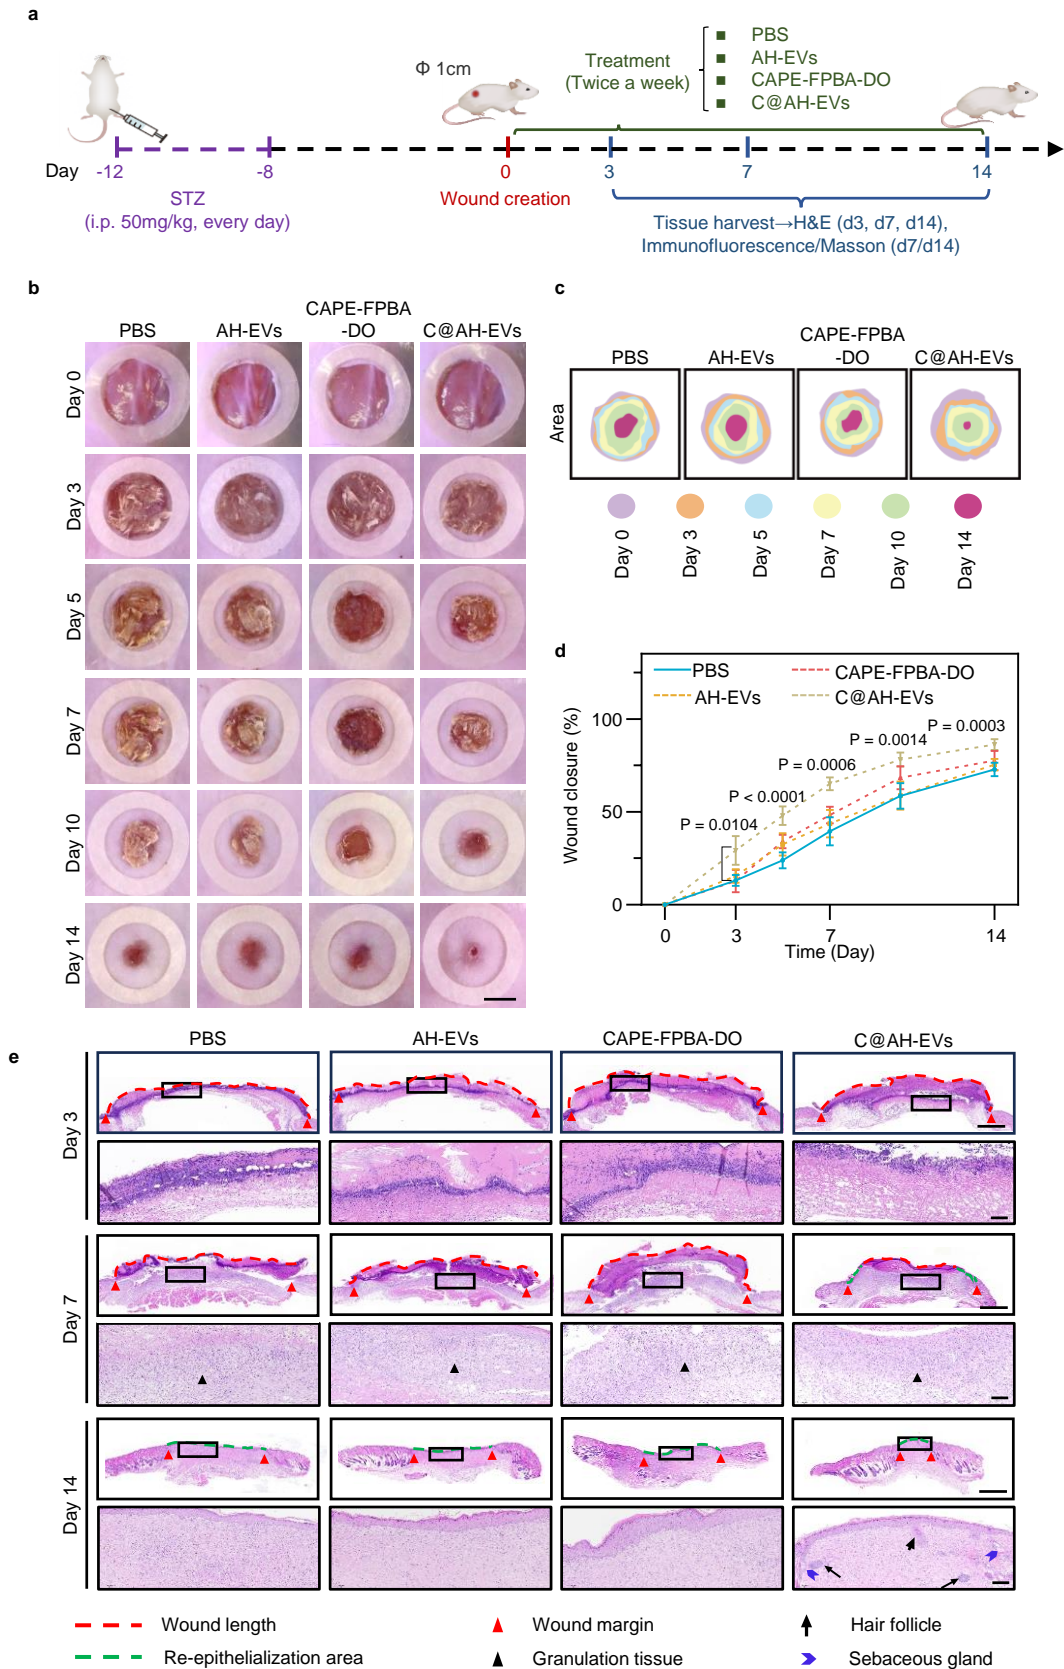 a
Φ 1cm
Treatment
(Twice a week)
PBS
AH-EVs
CAPE-FPBA-DO
C@AH-EVs
Day
-12
-8
0
3
7
14
STZ
(i.p. 50mg/kg, every day)
Wound creation
Tissue harvest→H&E (d3, d7, d14),
Immunofluorescence/Masson (d7/d14)
b
PBS
AH-EVs
CAPE-FPBA
-DO
C@AH-EVs
Day 0
Day 3
Day 5
Day 7
Day 10
Day 14
c
PBS
AH-EVs
CAPE-FPBA
-DO
C@AH-EVs
Area
Day 0
Day 3
Day 5
Day 7
Day 10
Day 14
d
PBS
CAPE-FPBA-DO
AH-EVs
C@AH-EVs
Wound closure (%)
100
50
0
P = 0.0104
P < 0.0001
P = 0.0006
P = 0.0014
P = 0.0003
0
3
7
14
Time (Day)
e
PBS
AH-EVs
CAPE-FPBA-DO
C@AH-EVs
Day 3
Day 7
Day 14
Wound length
Wound margin
Hair follicle
Re-epithelialization area
Granulation tissue
Sebaceous gland